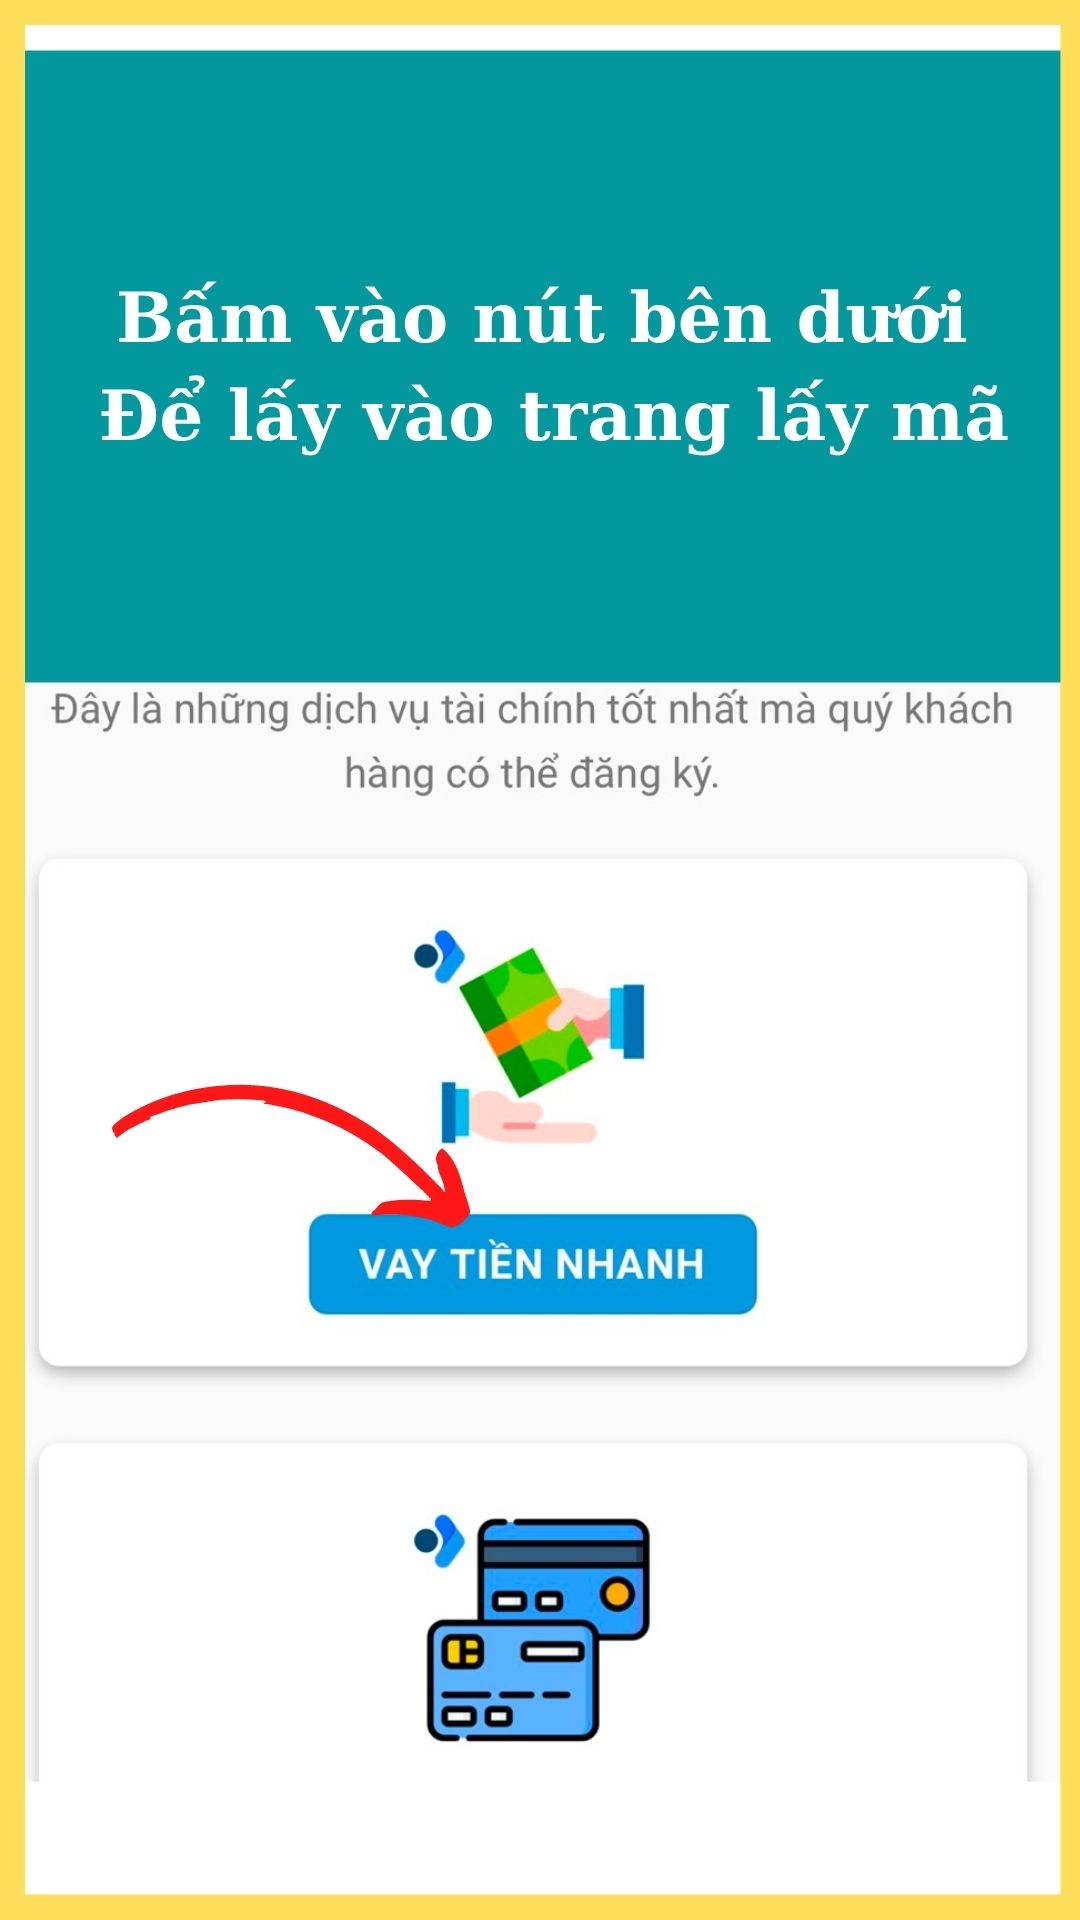 Bấm vào nút bên dưới
Để lấy vào trang lấy mã
Đây là những dịch vụ tài chính tốt nhất mà quý khách
hàng có thể đăng ký.
VAY TIỀN NHANH